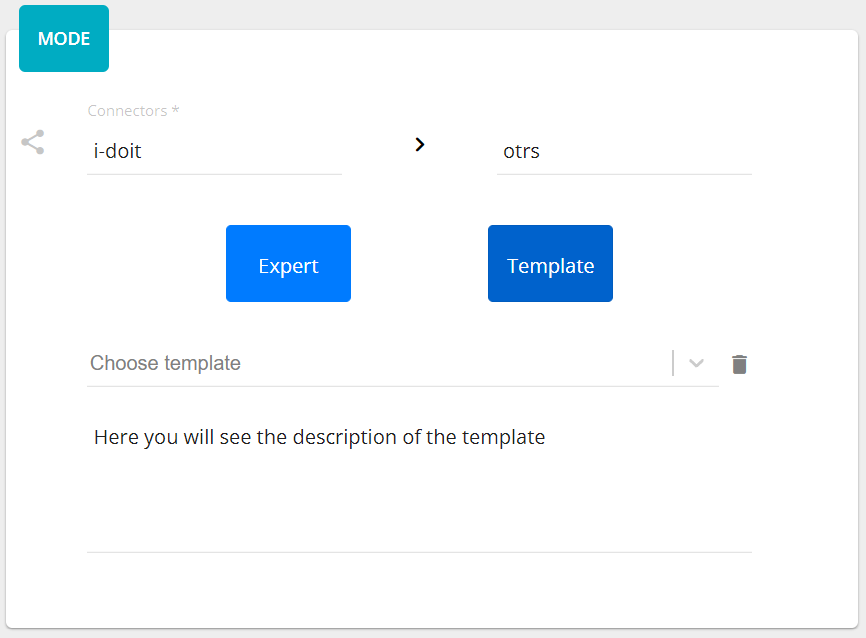 MODE
Connectors *
i-doit
otrs
Expert
Template
Choose template
Here you will see the description of the template